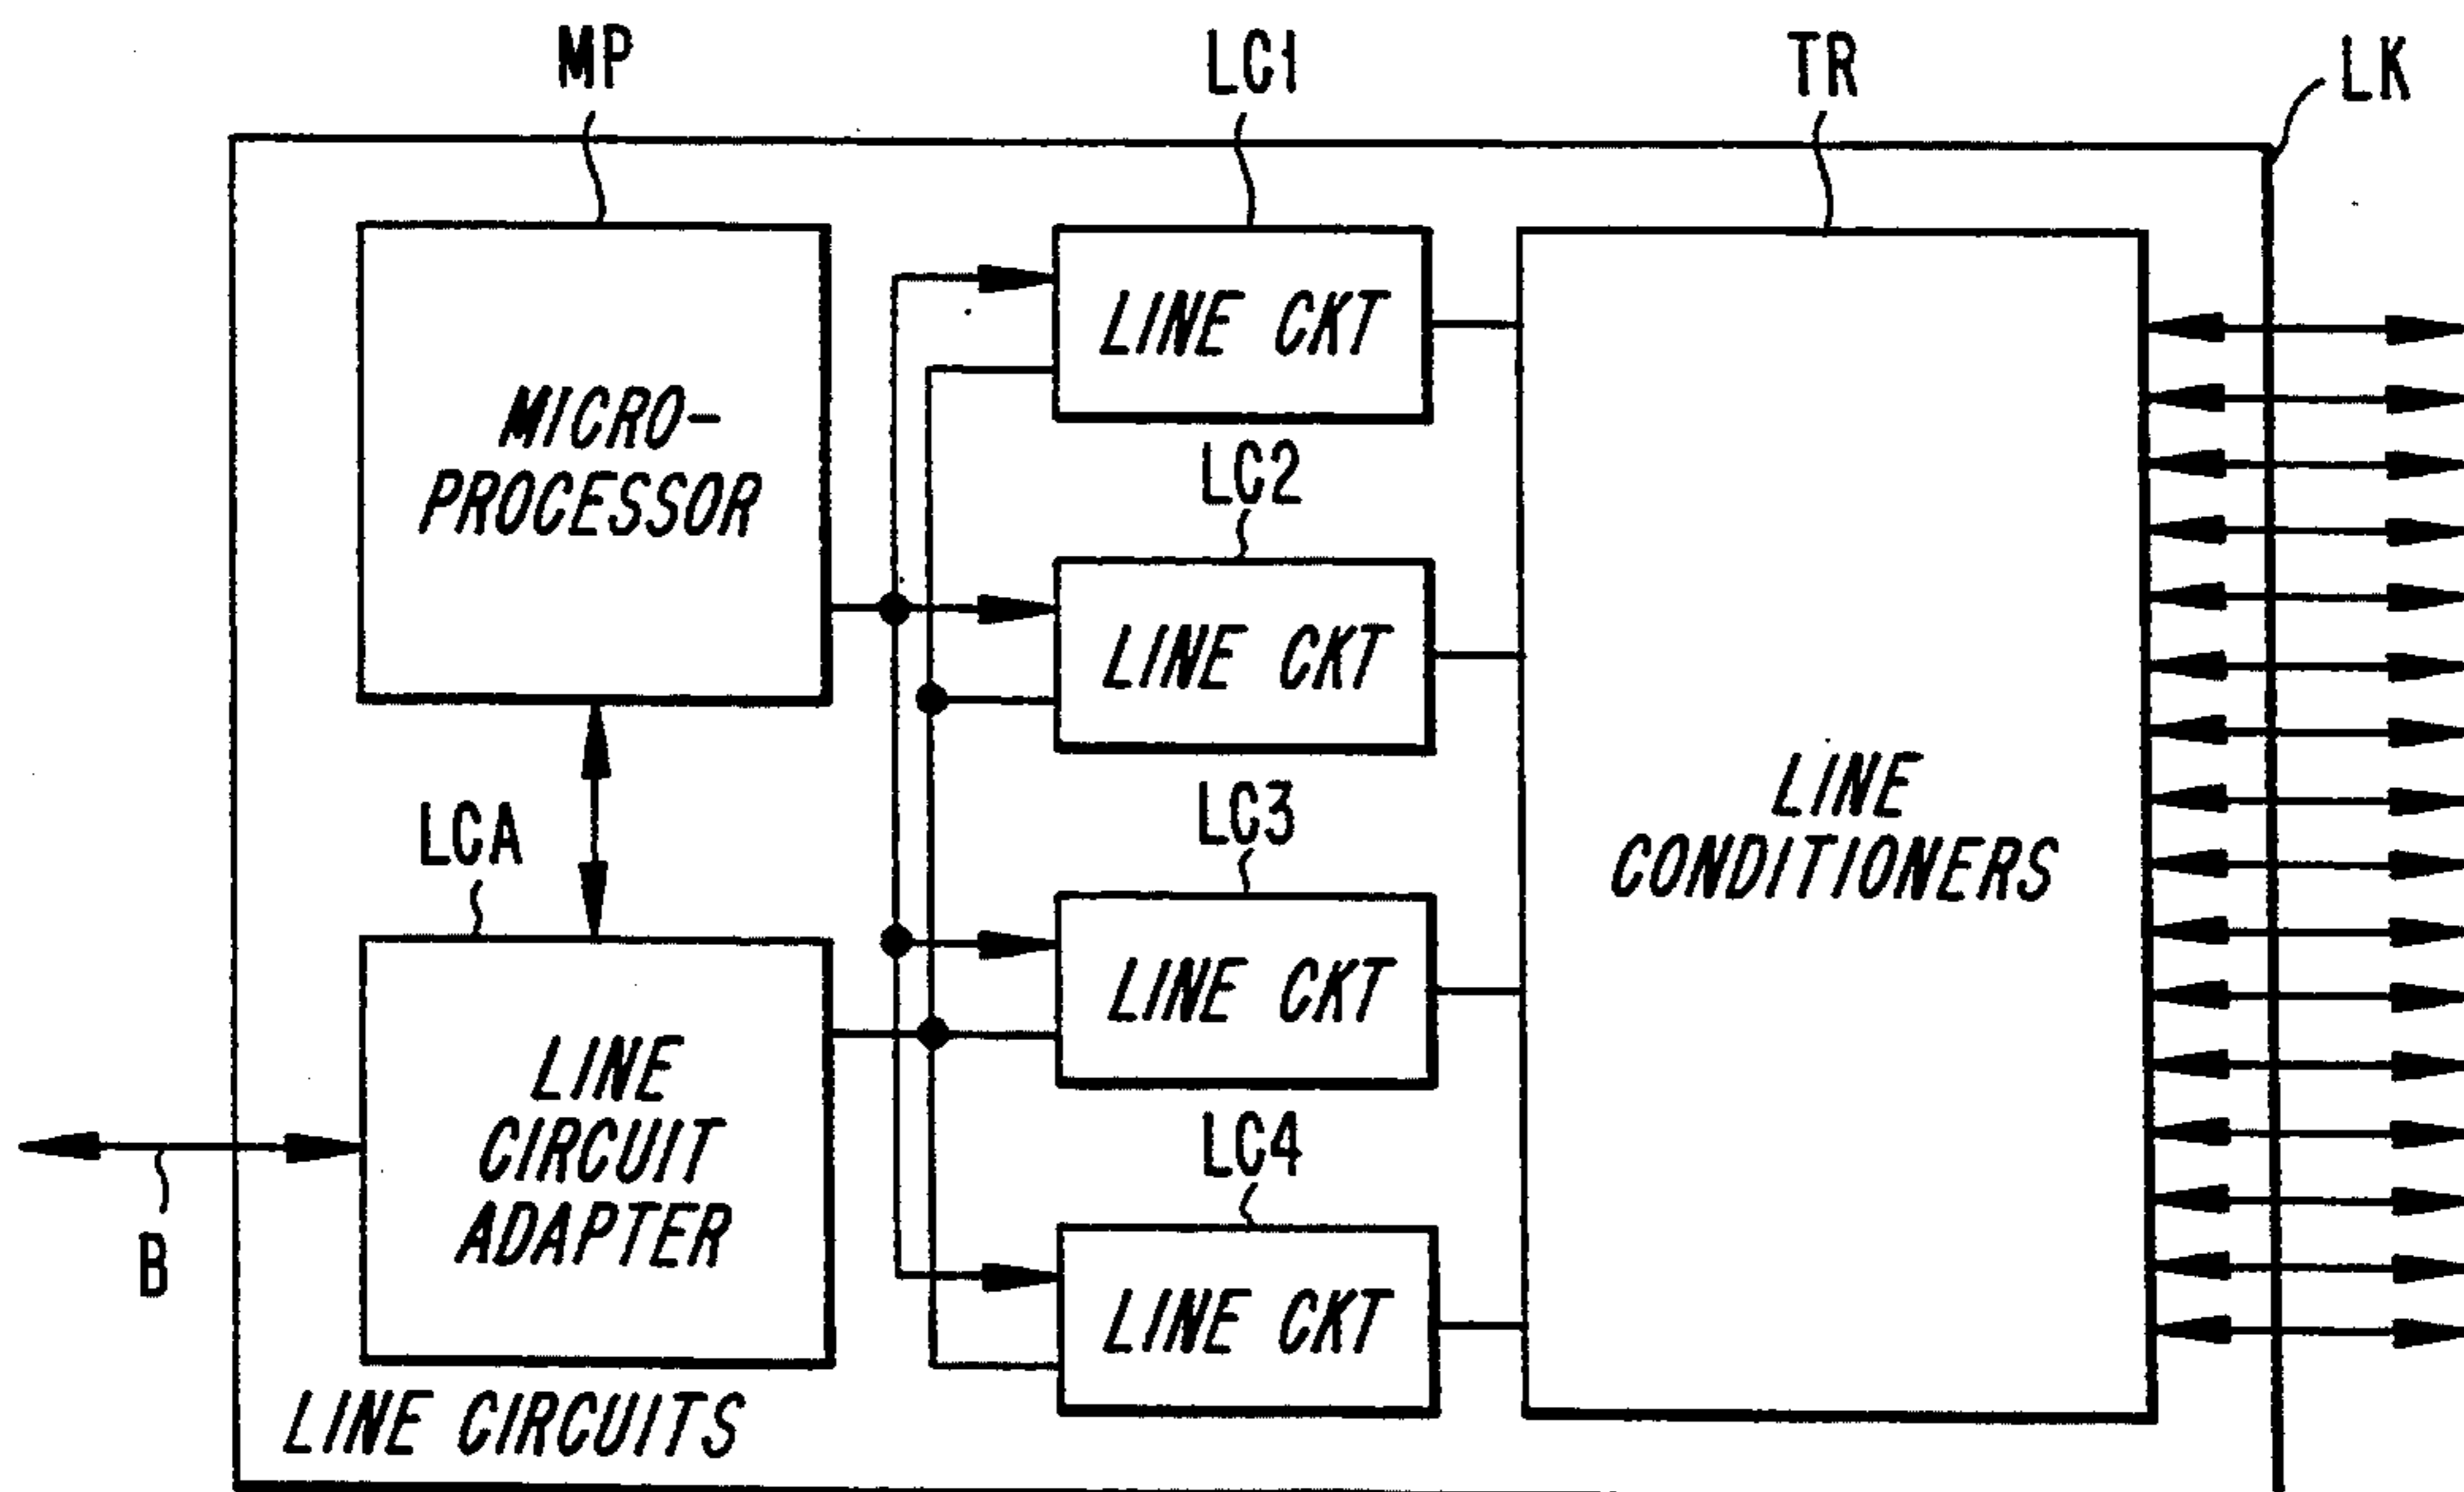 MP
LC1
TR
LK
MICRO-
PROCESSOR
LINE CKT
LC2
LINE CKT
LC3
LINE CKT
LC4
LINE CKT
LINE
CONDITIONERS
LCA
LINE
CIRCUIT
ADAPTER
B
LINE CIRCUITS